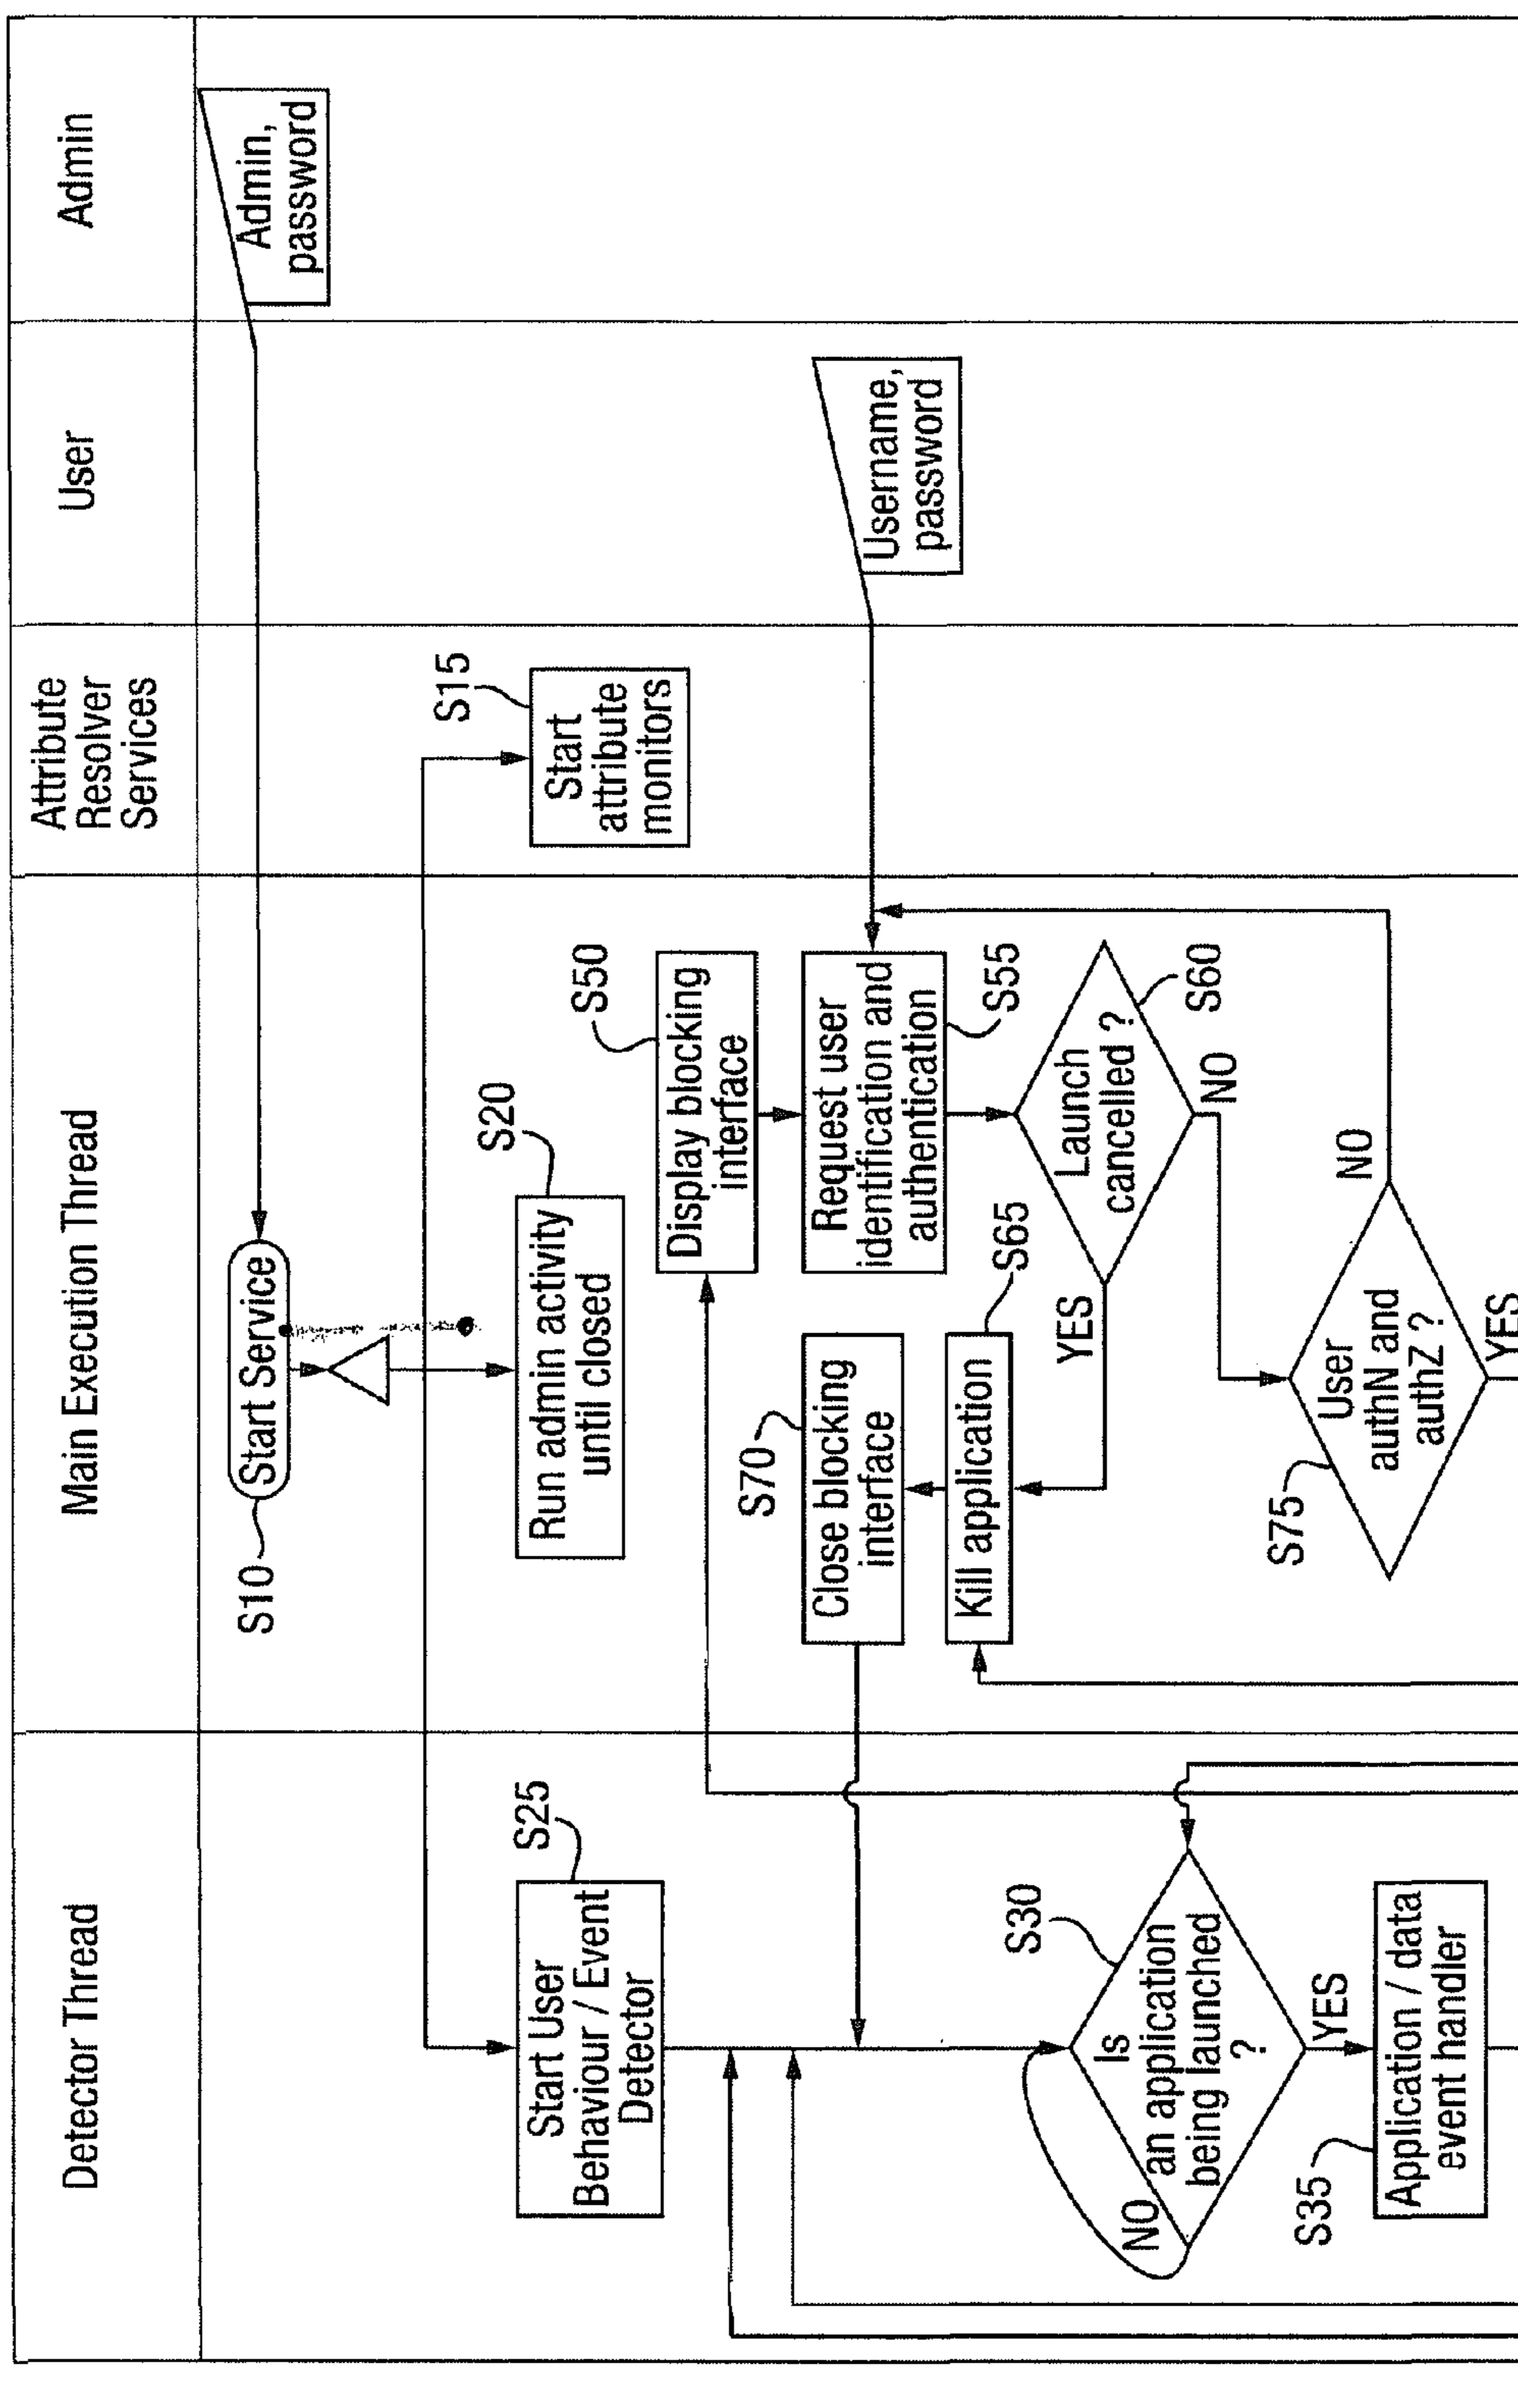 Detector Thread
Main Execution Thread
Attribute
Resolver
Services
User
Admin
Admin,
password
S10
Start Service
S15
Start
attribute
monitors
S20
Run admin activity
until closed
S25
Start User
Behaviour / Event
Detector
S50
Display blocking
interface
Username,
password
S55
Request user
identification and
authentication
S70
Close blocking
interface
S65
Kill application
S60
Launch
cancelled ?
YES
NO
S30
Is
an application
being launched
?
NO
YES
S75
User
authN and
authZ ?
NO
YES
S35
Application / data
event handler